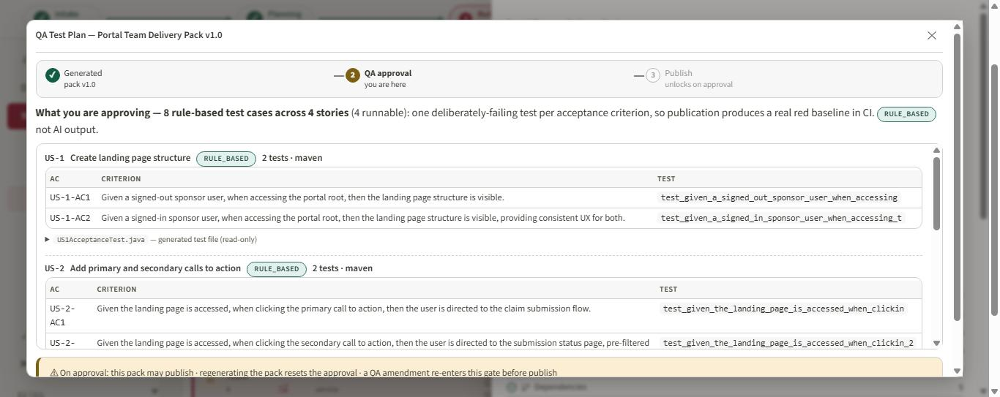 Intake
Planning
QA Test Plan — Portal Team Delivery Pack v1.0
Generated
pack v1.0
2
QA approval
you are here
3
Publish
unlocks on approval
What you are approving — 8 rule-based test cases across 4 stories (4 runnable): one deliberately-failing test per acceptance criterion, so publication produces a real red baseline in CI. RULE_BASED
not AI output.
US-1 Create landing page structure RULE_BASED 2 tests · maven
AC CRITERION TEST
US-1-AC1 Given a signed-out sponsor user, when accessing the portal root, then the landing page structure is visible. test_given_a_signed_out_sponsor_user_when_accessing
US-1-AC2 Given a signed-in sponsor user, when accessing the portal root, then the landing page structure is visible, providing consistent UX for both. test_given_a_signed_in_sponsor_user_when_accessing_t
US1AcceptanceTest.java — generated test file (read-only)
US-2 Add primary and secondary calls to action RULE_BASED 2 tests · maven
AC CRITERION TEST
US-2-
AC1 Given the landing page is accessed, when clicking the primary call to action, then the user is directed to the claim submission flow. test_given_the_landing_page_is_accessed_when_clickin
US-2- Given the landing page is accessed, when clicking the secondary call to action, then the user is directed to the submission status page, pre-filtered test_given_the_landing_page_is_accessed_when_clickin_2
⚠ On approval: this pack may publish · regenerating the pack resets the approval · a QA amendment re-enters this gate before publish
Dependencies